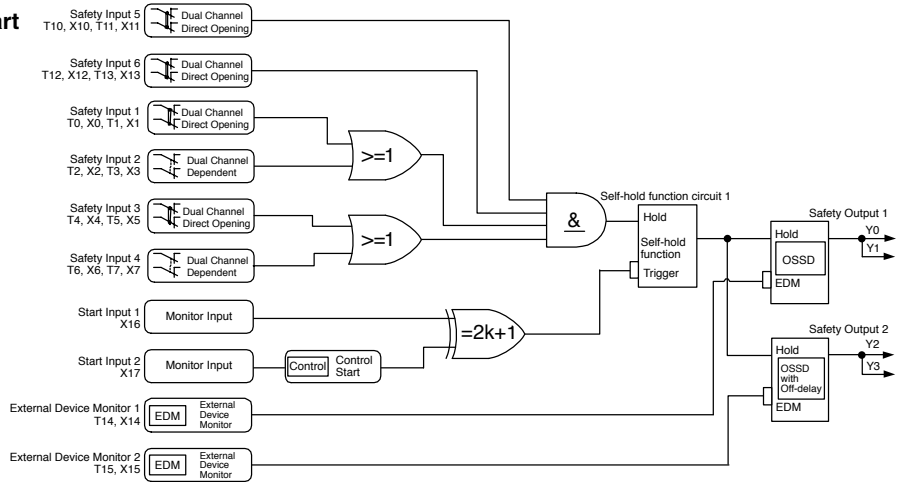 art
Safety Input 5
T10, X10, T11, X11
Dual Channel
Direct Opening
Safety Input 6
T12, X12, T13, X13
Dual Channel
Direct Opening
Safety Input 1
T0, X0, T1, X1
Dual Channel
Direct Opening
Safety Input 2
T2, X2, T3, X3
Dual Channel
Dependent
>=1
Safety Input 3
T4, X4, T5, X5
Dual Channel
Direct Opening
Safety Input 4
T6, X6, T7, X7
Dual Channel
Dependent
>=1
&
Self-hold function circuit 1
Hold
Self-hold
function
Trigger
Start Input 1
X16
Monitor Input
Start Input 2
X17
Monitor Input
Control
Control
Start
=2k+1
External Device Monitor 1
T14, X14
EDM
External
Device
Monitor
External Device Monitor 2
T15, X15
EDM
External
Device
Monitor
Safety Output 1
Hold
OSSD
EDM
Y0
Y1
Safety Output 2
Hold
OSSD
with
Off-delay
EDM
Y2
Y3